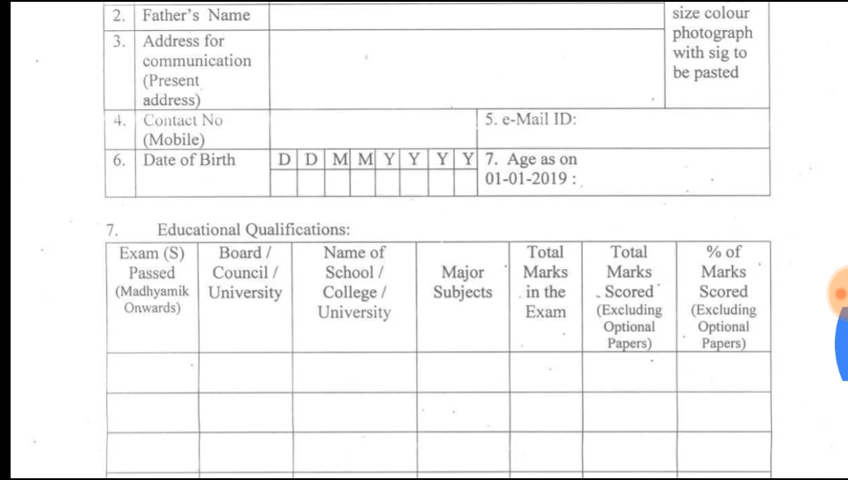 2. Father's Name
size colour
photograph
with sig to
be pasted
3. Address for
communication
(Present
address)
4. Contact No
(Mobile)
5. e-Mail ID:
6. Date of Birth
D D M M Y Y Y Y
7. Age as on
01-01-2019 :
7. Educational Qualifications:
Exam (S)
Passed
(Madhyamik
Onwards)
Board /
Council /
University
Name of
School /
College /
University
Major
Subjects
Total
Marks
in the
Exam
Total
Marks
Scored
(Excluding
Optional
Papers)
% of
Marks
Scored
(Excluding
Optional
Papers)